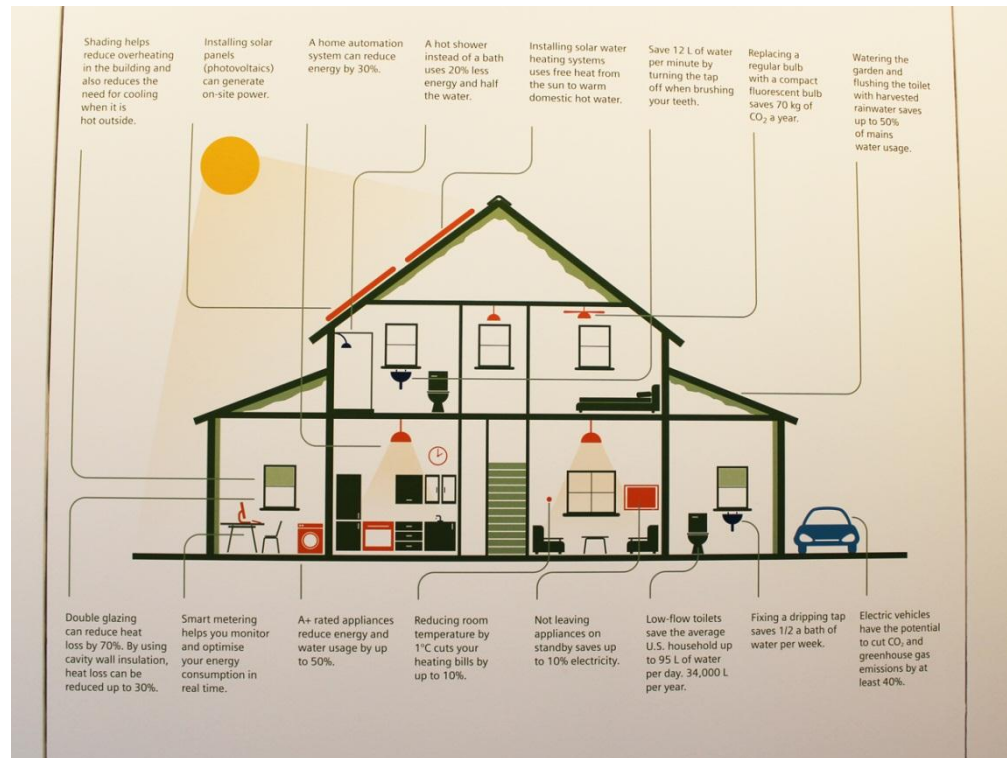 Shading helps
reduce overheating
in the building and
also reduces the
need for cooling
when it is
hot outside.
Installing solar
panels
(photovoltaics)
can generate
on-site power.
A home automation
system can reduce
energy by 30%.
A hot shower
instead of a bath
uses 20% less
energy and half
the water.
Installing solar water
heating systems
uses free heat from
the sun to warm
domestic hot water.
Save 12 L of water
per minute by
turning the tap
off when brushing
your teeth.
Replacing a
regular bulb
with a compact
fluorescent bulb
saves 70 kg of
CO₂ a year.
Watering the
garden and
flushing the toilet
with harvested
rainwater saves
up to 50%
of mains
water usage.
Double glazing
can reduce heat
loss by 70%. By using
cavity wall insulation,
heat loss can be
reduced up to 30%.
Smart metering
helps you monitor
and optimise
your energy
consumption in
real time.
A+ rated appliances
reduce energy and
water usage by up
to 50%.
Reducing room
temperature by
1°C cuts your
heating bills by
up to 10%.
Not leaving
appliances on
standby saves up
to 10% electricity.
Low-flow toilets
save the average
U.S. household up
to 95 L of water
per day. 34,000 L
per year.
Fixing a dripping tap
saves 1/2 a bath of
water per week.
Electric vehicles
have the potential
to cut CO₂ and
greenhouse gas
emissions by at
least 40%.